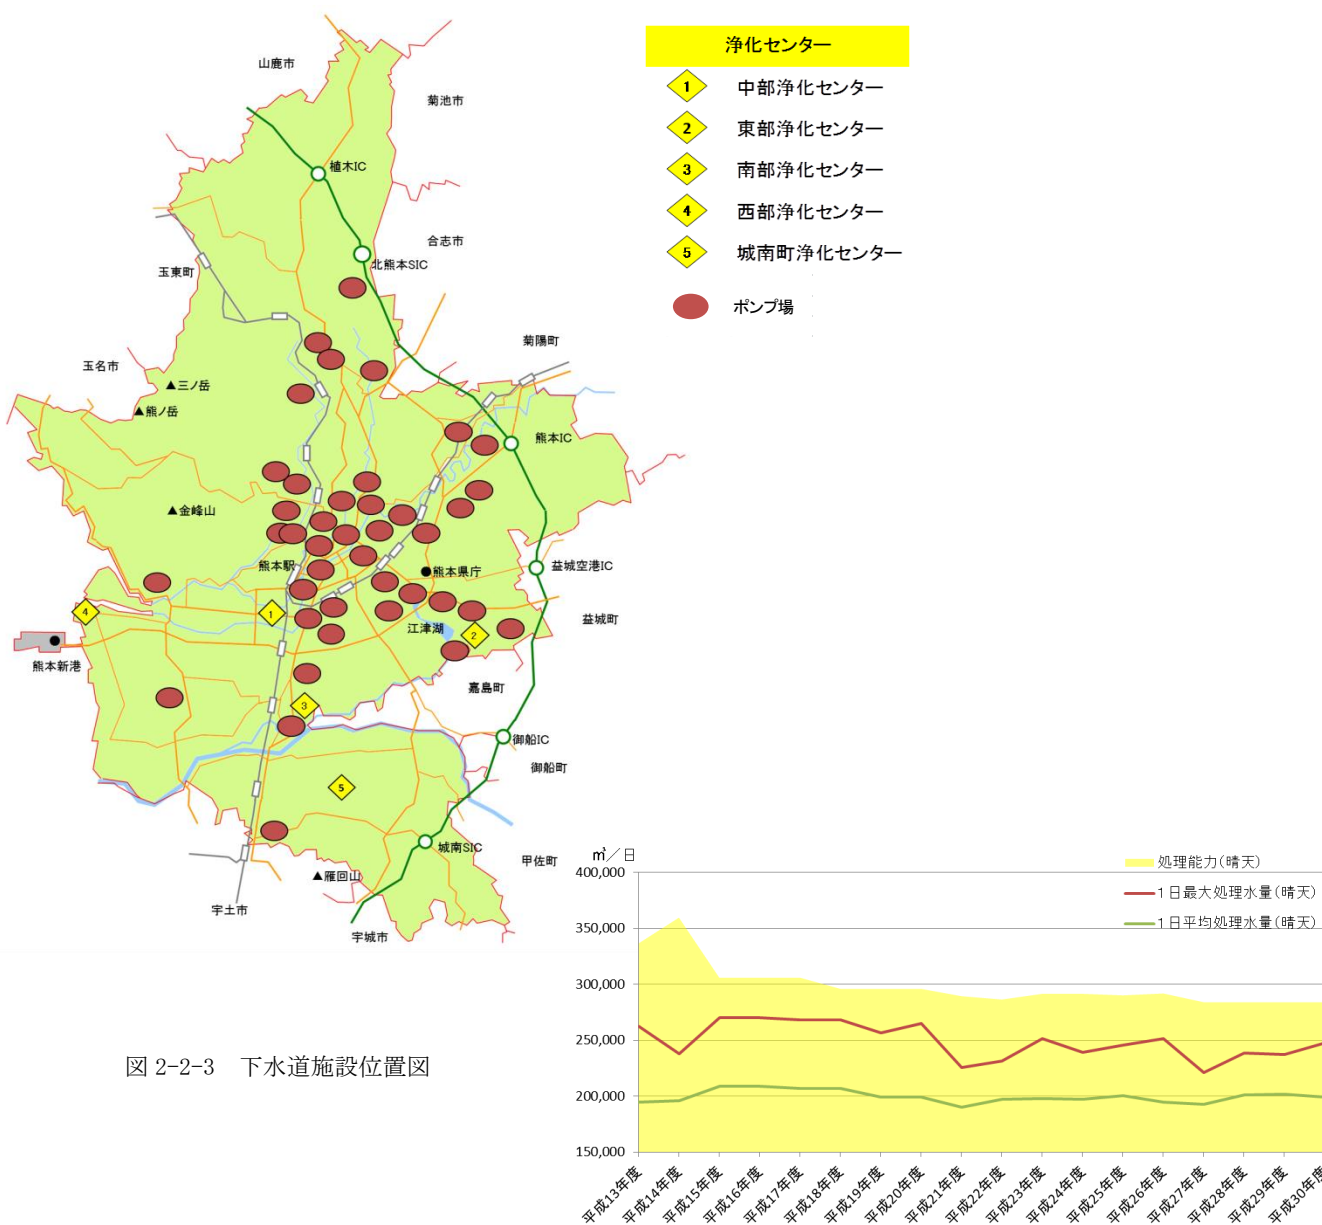 浄化センター
1 中部浄化センター
2 東部浄化センター
3 南部浄化センター
4 西部浄化センター
5 城南町浄化センター
ポンプ場
山鹿市
菊池市
植木IC
合志市
北熊本SIC
玉東町
菊陽町
玉名市
▲三ノ岳
▲熊ノ岳
熊本IC
▲金峰山
熊本駅
●熊本県庁
益城空港IC
4
1
江津湖
2
益城町
熊本新港
嘉島町
3
御船IC
御船町
5
城南SIC
甲佐町
▲雁回山
宇土市
宇城市
図 2-2-3 下水道施設位置図
㎥/日
処理能力(晴天)
1日最大処理水量(晴天)
1日平均処理水量(晴天)
400,000
350,000
300,000
250,000
200,000
150,000
平成13年度
平成14年度
平成15年度
平成16年度
平成17年度
平成18年度
平成19年度
平成20年度
平成21年度
平成22年度
平成23年度
平成24年度
平成25年度
平成26年度
平成27年度
平成28年度
平成29年度
平成30年度